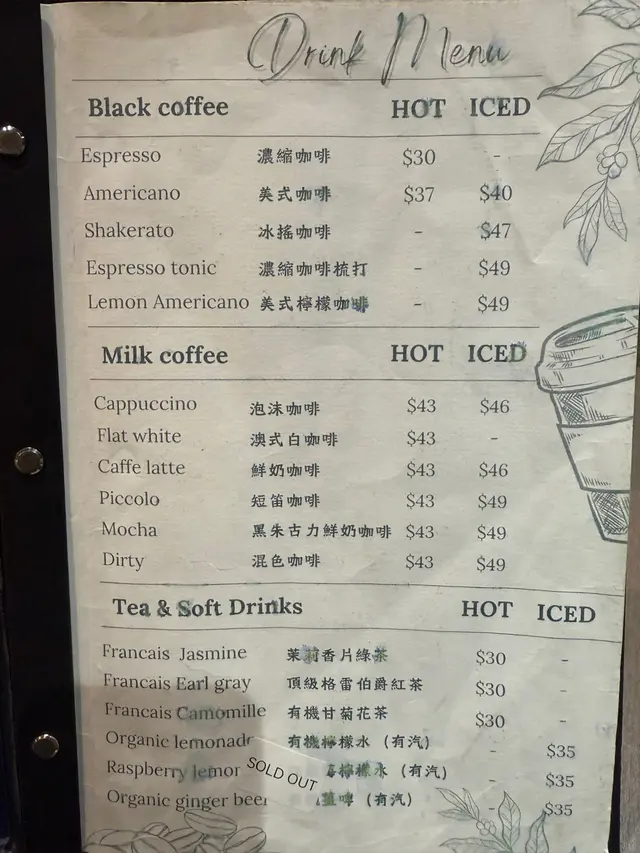 Drink Menu
Black coffee HOT ICED
Espresso 濃縮咖啡 $30 -
Americano 美式咖啡 $37 $40
Shakerato 冰搖咖啡 - $47
Espresso tonic 濃縮咖啡梳打 - $49
Lemon Americano 美式檸檬咖啡 - $49
Milk coffee HOT ICED
Cappuccino 泡沫咖啡 $43 $46
Flat white 澳式白咖啡 $43 -
Caffe latte 鮮奶咖啡 $43 $46
Piccolo 短笛咖啡 $43 $49
Mocha 黑朱古力鮮奶咖啡 $43 $49
Dirty 混色咖啡 $43 $49
Tea & Soft Drinks HOT ICED
Francais Jasmine 茉莉香片綠茶 $30 -
Francais Earl gray 頂級格雷伯爵紅茶 $30 -
Francais Camomille 有機甘菊花茶 $30 -
Organic lemonade 有機檸檬水（有汽） - $35
Raspberry 檸檬水（有汽） - $35
SOLD OUT
Organic ginger beer 啤（有汽） - $35